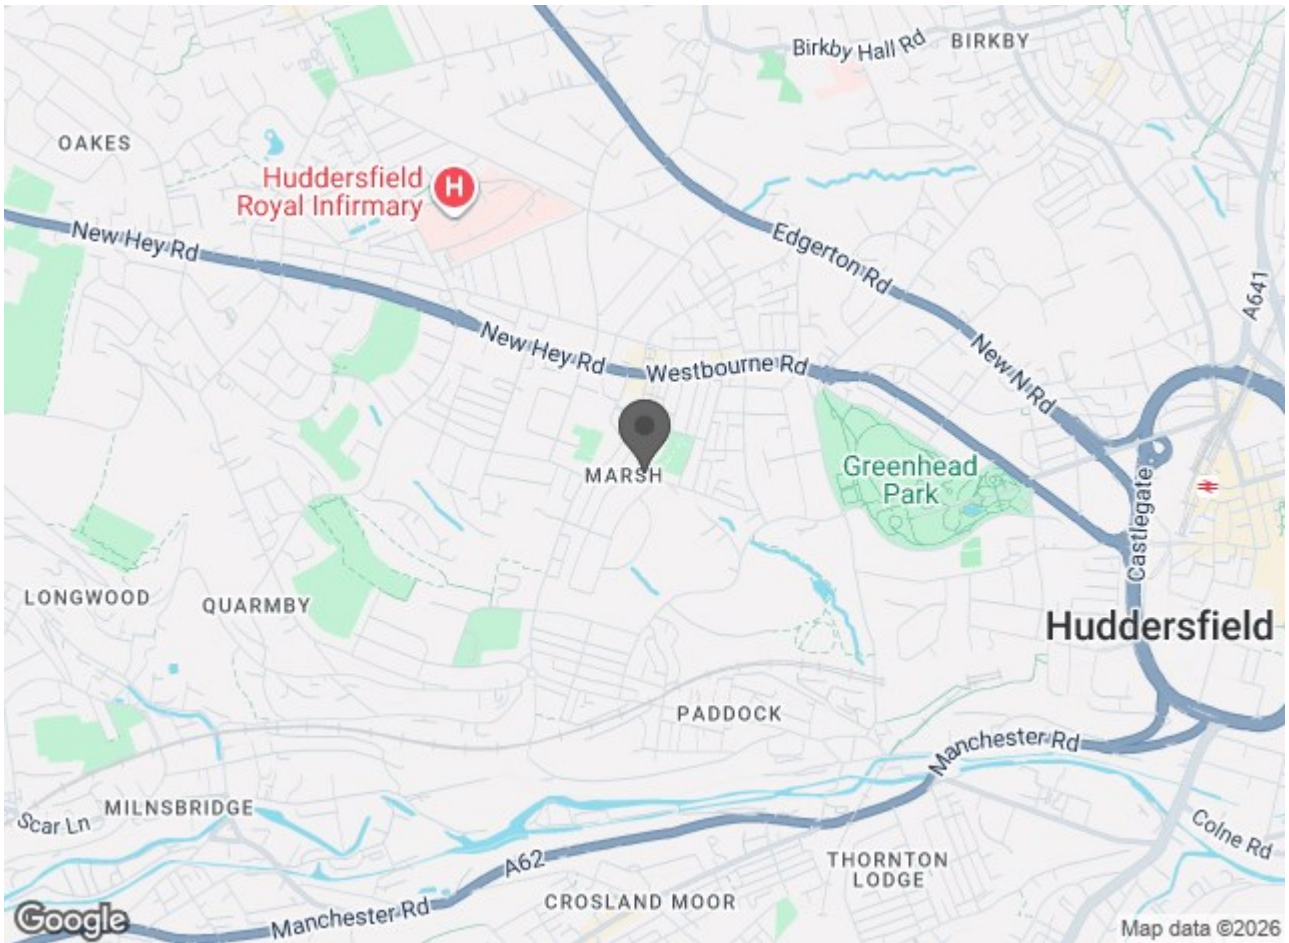 Birkby Hall Rd
BIRKBY
OAKES
Huddersfield
Royal Infirmary
H
New Hey Rd
Edgerton Rd
A641
New Hey Rd
Westbourne Rd
New N Rd
Greenhead
Park
MARSH
Castlegate
LONGWOOD
QUARMBY
Huddersfield
PADDOCK
Manchester Rd
MILNSBRIDGE
Scar Ln
Colne Rd
A62
THORNTON
LODGE
CROSLAND MOOR
Manchester Rd
Google
Map data ©2026